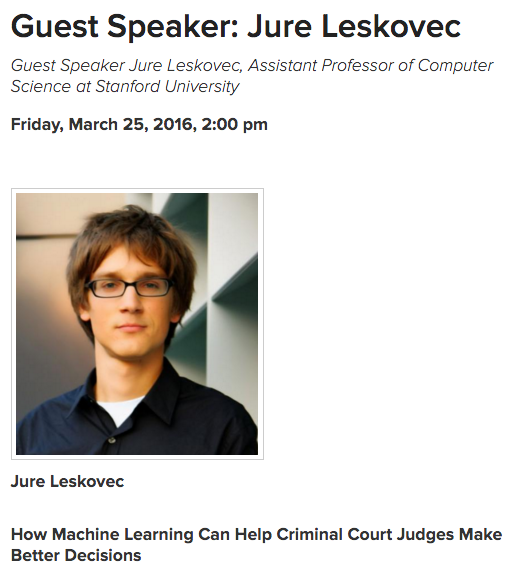 Guest Speaker: Jure Leskovec
Guest Speaker Jure Leskovec, Assistant Professor of Computer
Science at Stanford University
Friday, March 25, 2016, 2:00 pm
Jure Leskovec
How Machine Learning Can Help Criminal Court Judges Make
Better Decisions